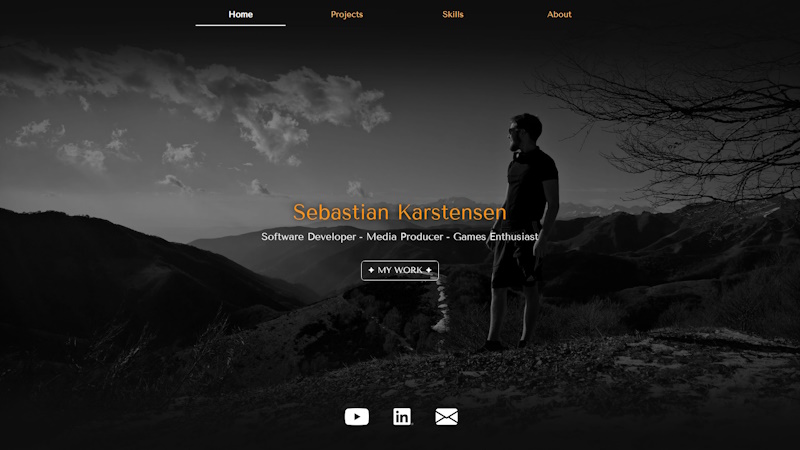 Home
Projects
Skills
About
Sebastian Karstensen
Software Developer - Media Producer - Games Enthusiast
✦ MY WORK ✦
in